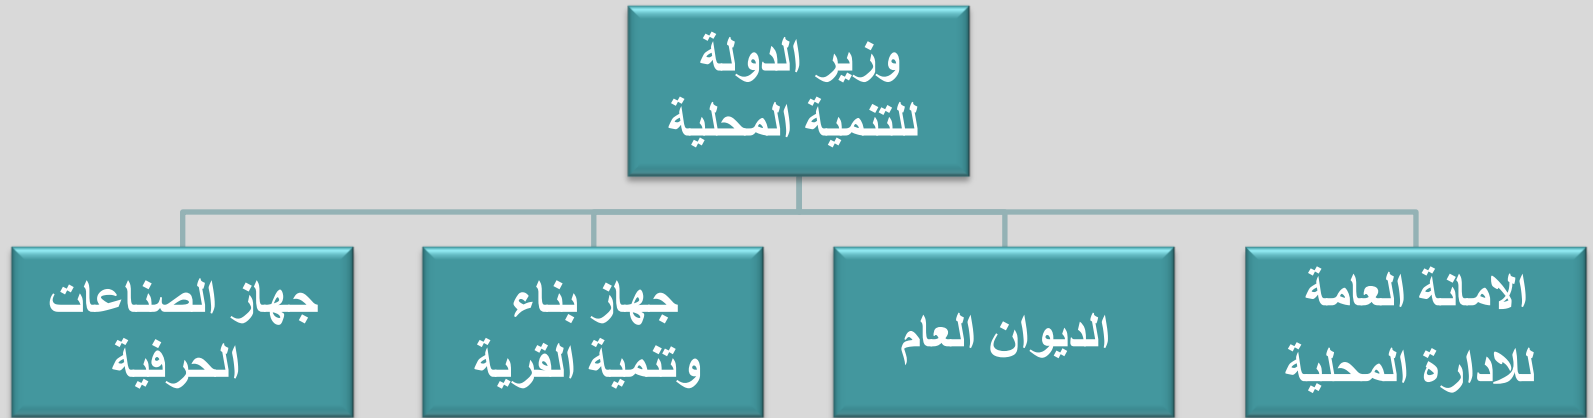 وزير الدولة
للتنمية المحلية
الامانة العامة
للادارة المحلية
الديوان العام
جهاز بناء
وتنمية القرية
جهاز الصناعات
الحرفية